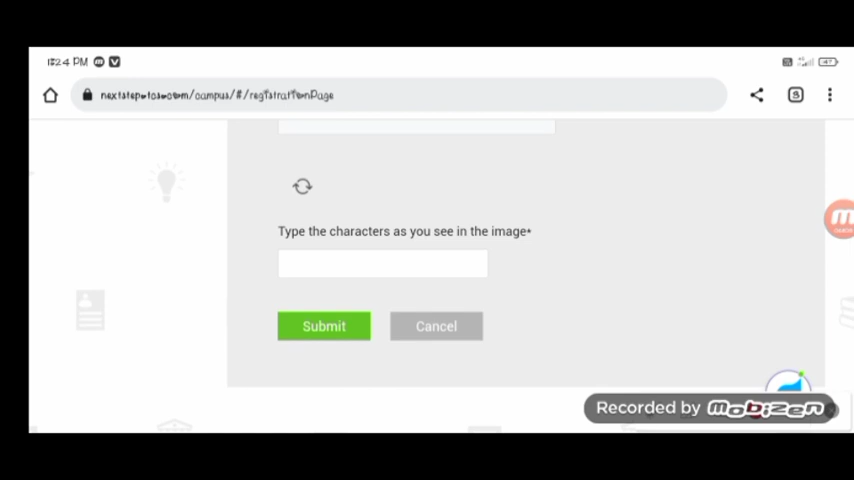 1:24 PM
nextstep.tcs.com/campus/#/registrationPage
Type the characters as you see in the image*
Submit
Cancel
Recorded by Mobizen